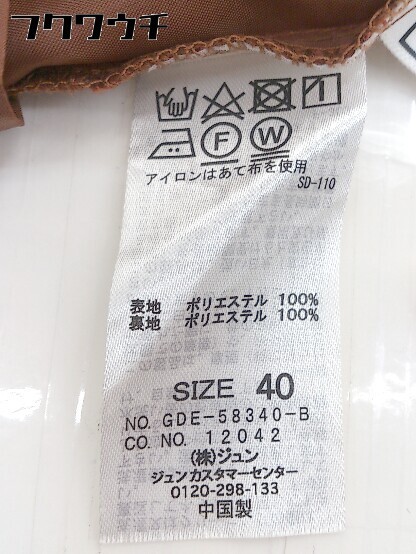 フクワウチ
F W
アイロンはあて布を使用
SD-110
表地 ポリエステル 100%
裏地 ポリエステル 100%
SIZE 40
NO. GDE-58340-B
CO. NO. 12042
(株)ジュン
ジュンカスタマーセンター
0120-298-133
中国製